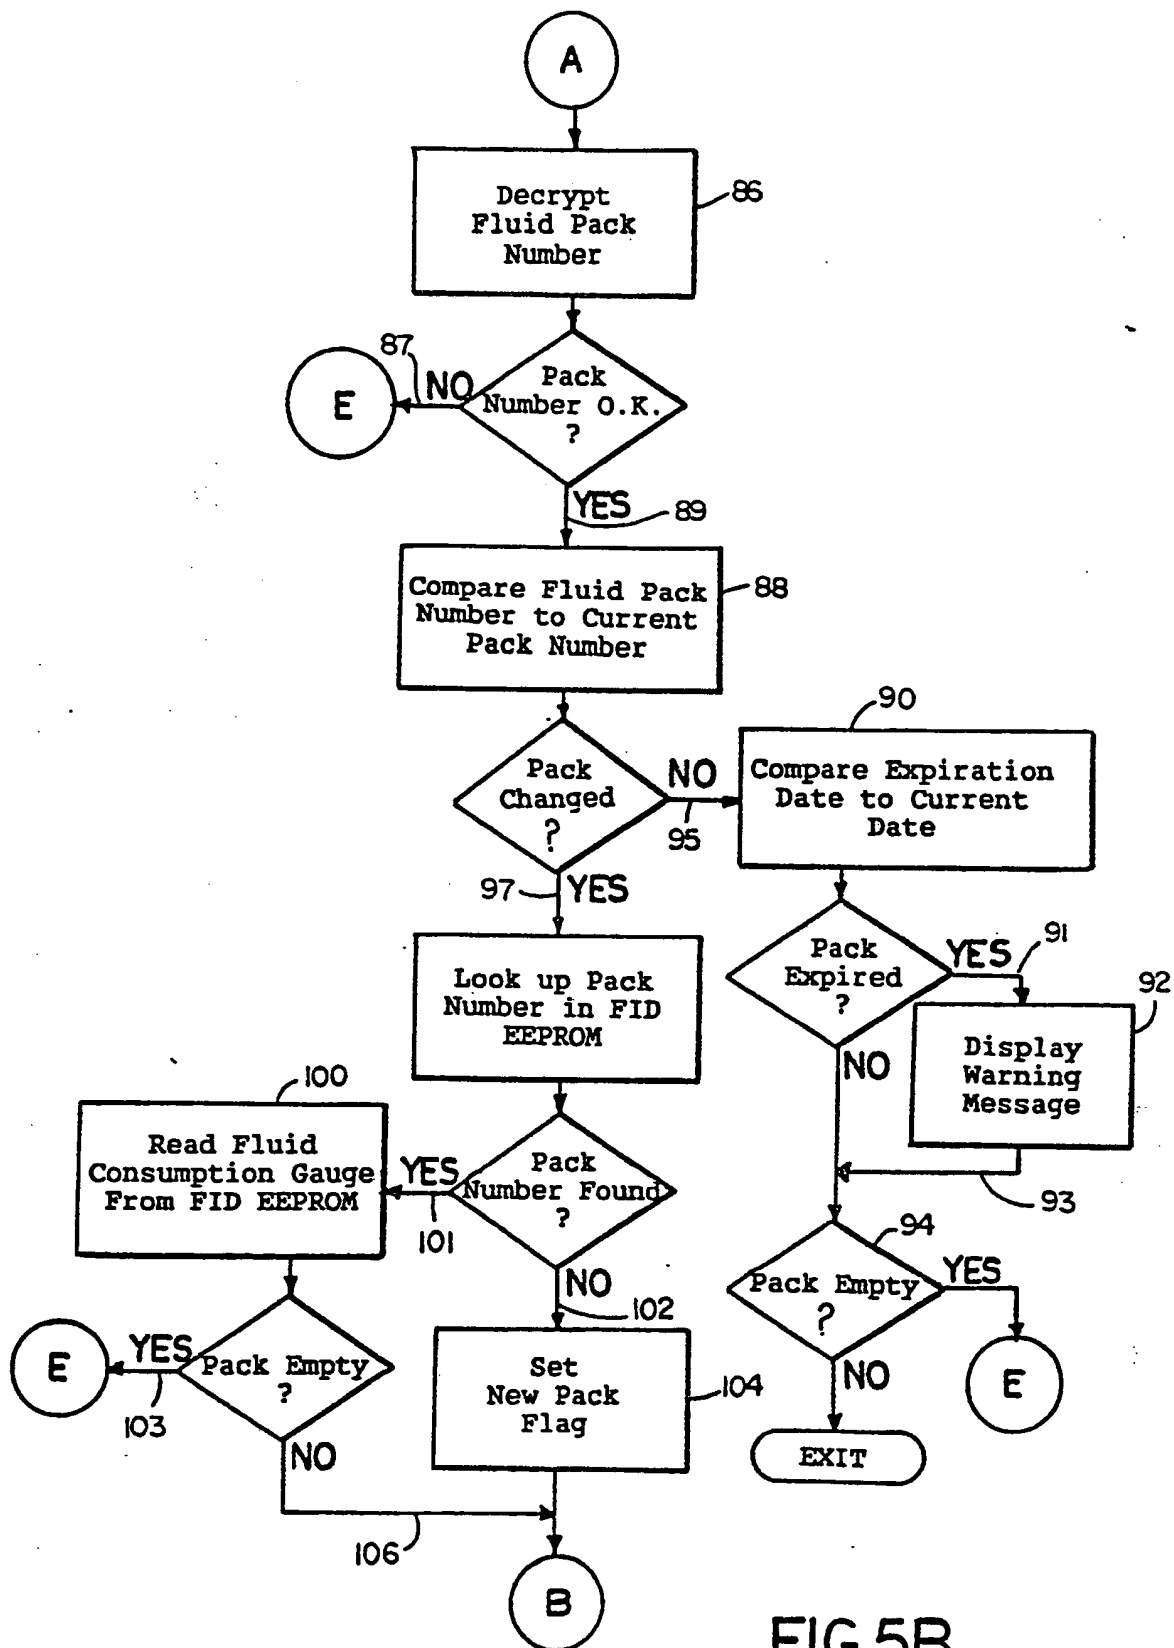 A
Decrypt
Fluid Pack
Number
86
87
E
NO
Pack
Number O.K.
?
YES
89
Compare Fluid Pack
Number to Current
Pack Number
88
90
Pack
Changed
?
NO
95
Compare Expiration
Date to Current
Date
97
YES
Look up Pack
Number in FID
EEPROM
Pack
Expired
?
YES
91
92
NO
Display
Warning
Message
93
100
Read Fluid
Consumption Gauge
From FID EEPROM
YES
101
Pack
Number Found
?
NO
102
94
Pack Empty
?
YES
E
NO
EXIT
E
YES
103
Pack Empty
?
NO
Set
New Pack
Flag
104
106
B
FIG.5B